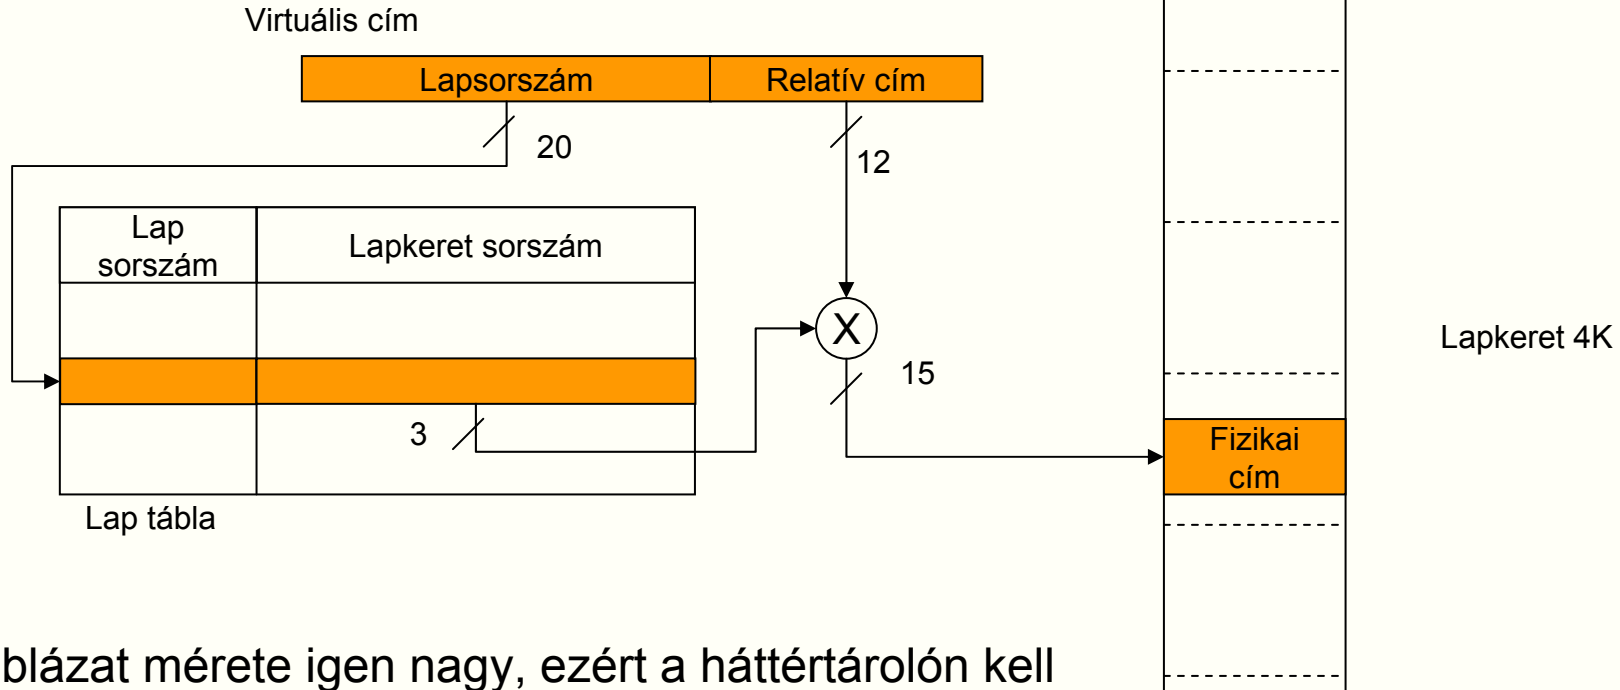 Virtuális cím
Lapsorszám
Relatív cím
20
12
Lap
sorszám
Lapkeret sorszám
X
15
3
Lapkeret 4K
Fizikai
cím
Lap tábla
blázat mérete igen nagy, ezért a háttértárolón kell